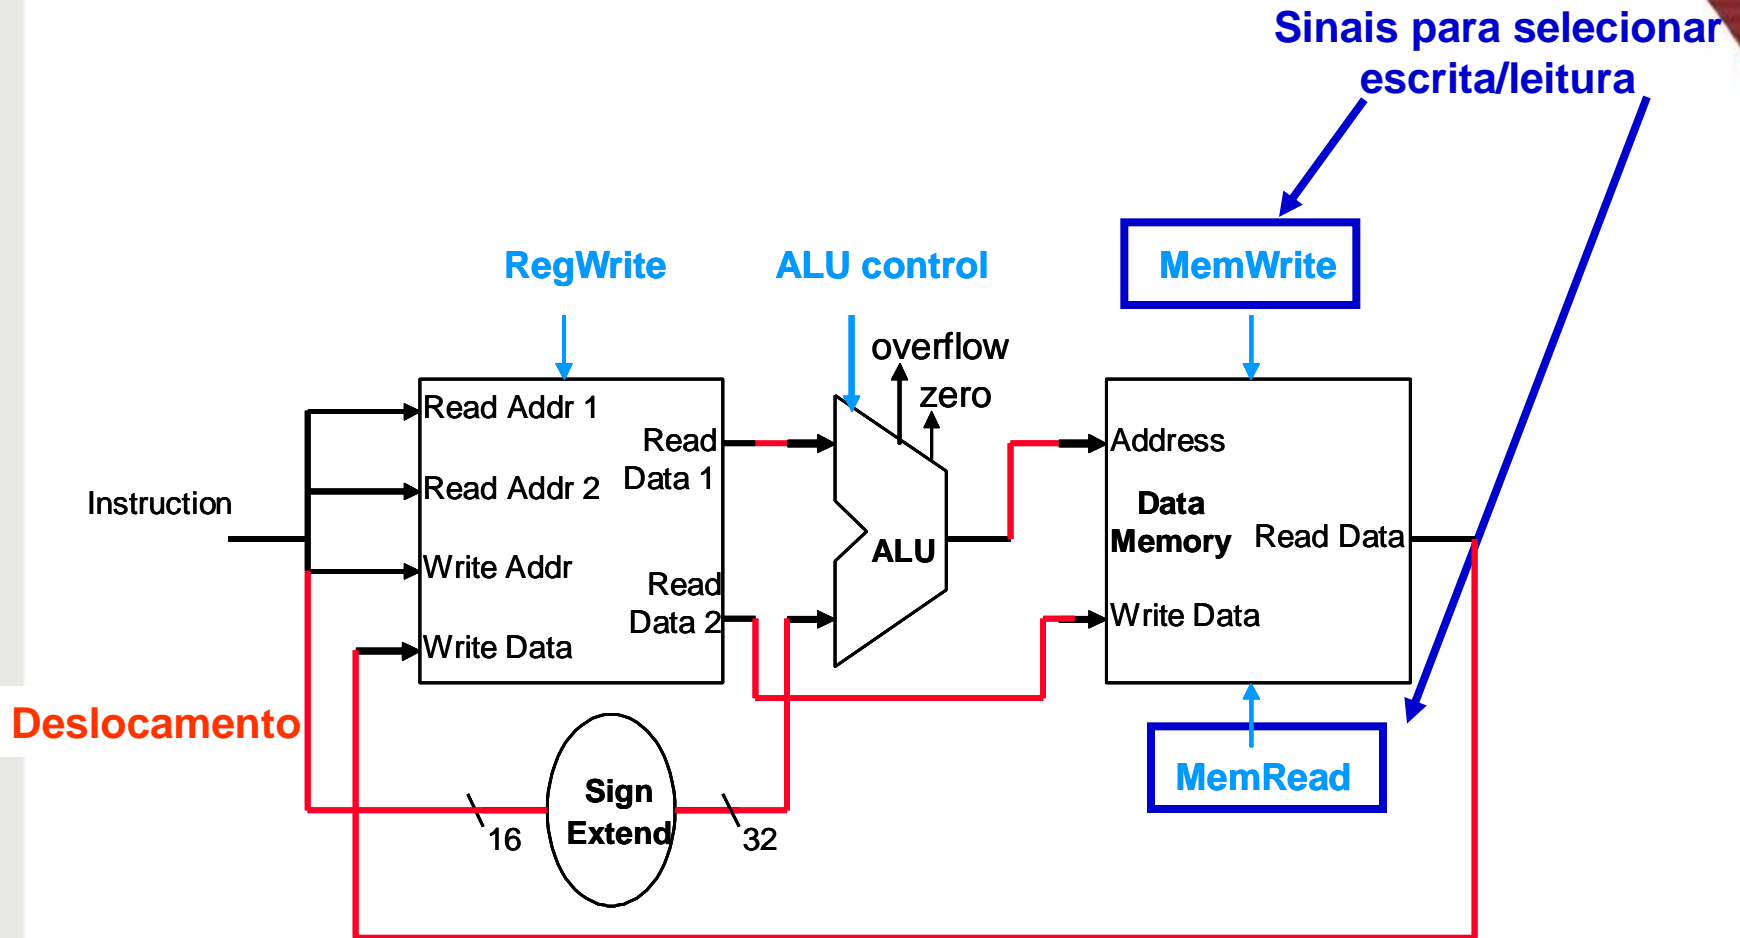 Sinais para selecionar
escrita/leitura
RegWrite
ALU control
MemWrite
overflow
zero
Read Addr 1
Read
Data 1
Read Addr 2
Instruction
Write Addr
Read
Data 2
Write Data
ALU
Address
Data
Memory
Read Data
Write Data
Deslocamento
Sign
Extend
16
32
MemRead